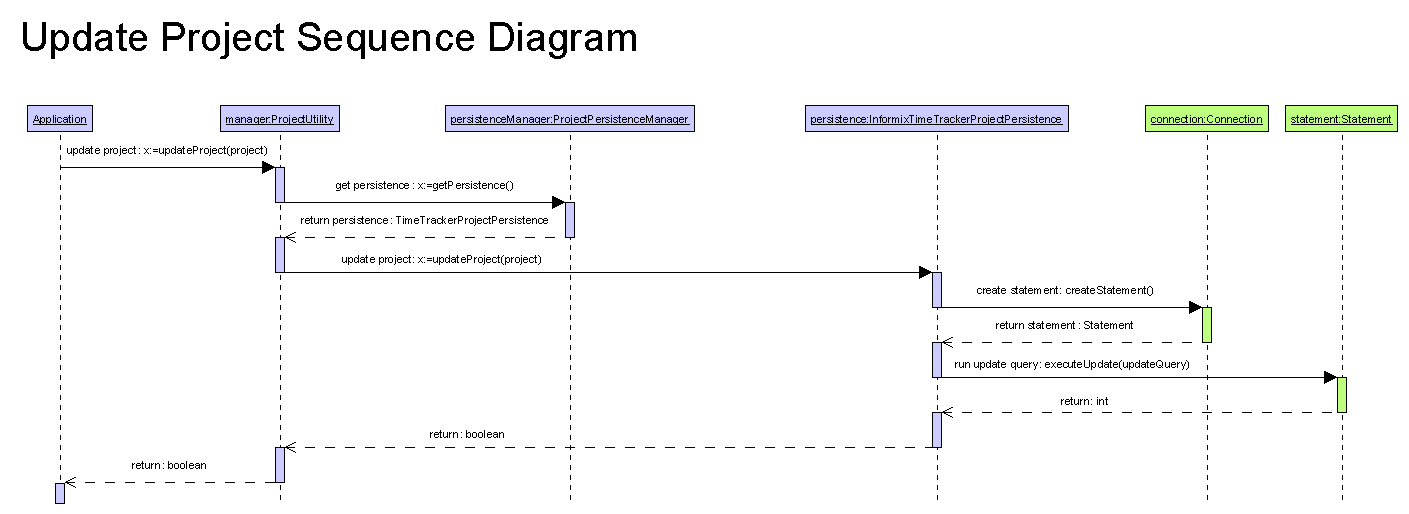 Update Project Sequence Diagram
Application
manager:ProjectUtility
persistenceManager:ProjectPersistenceManager
persistence:InformixTimeTrackerProjectPersistence
connection:Connection
statement:Statement
update project: x:=updateProject(project)
get persistence : x:=getPersistence()
return persistence: TimeTrackerProjectPersistence
update project: x:=updateProject(project)
create statement: createStatement()
return statement : Statement
run update query: executeUpdate(updateQuery)
return: int
return: boolean
return: boolean